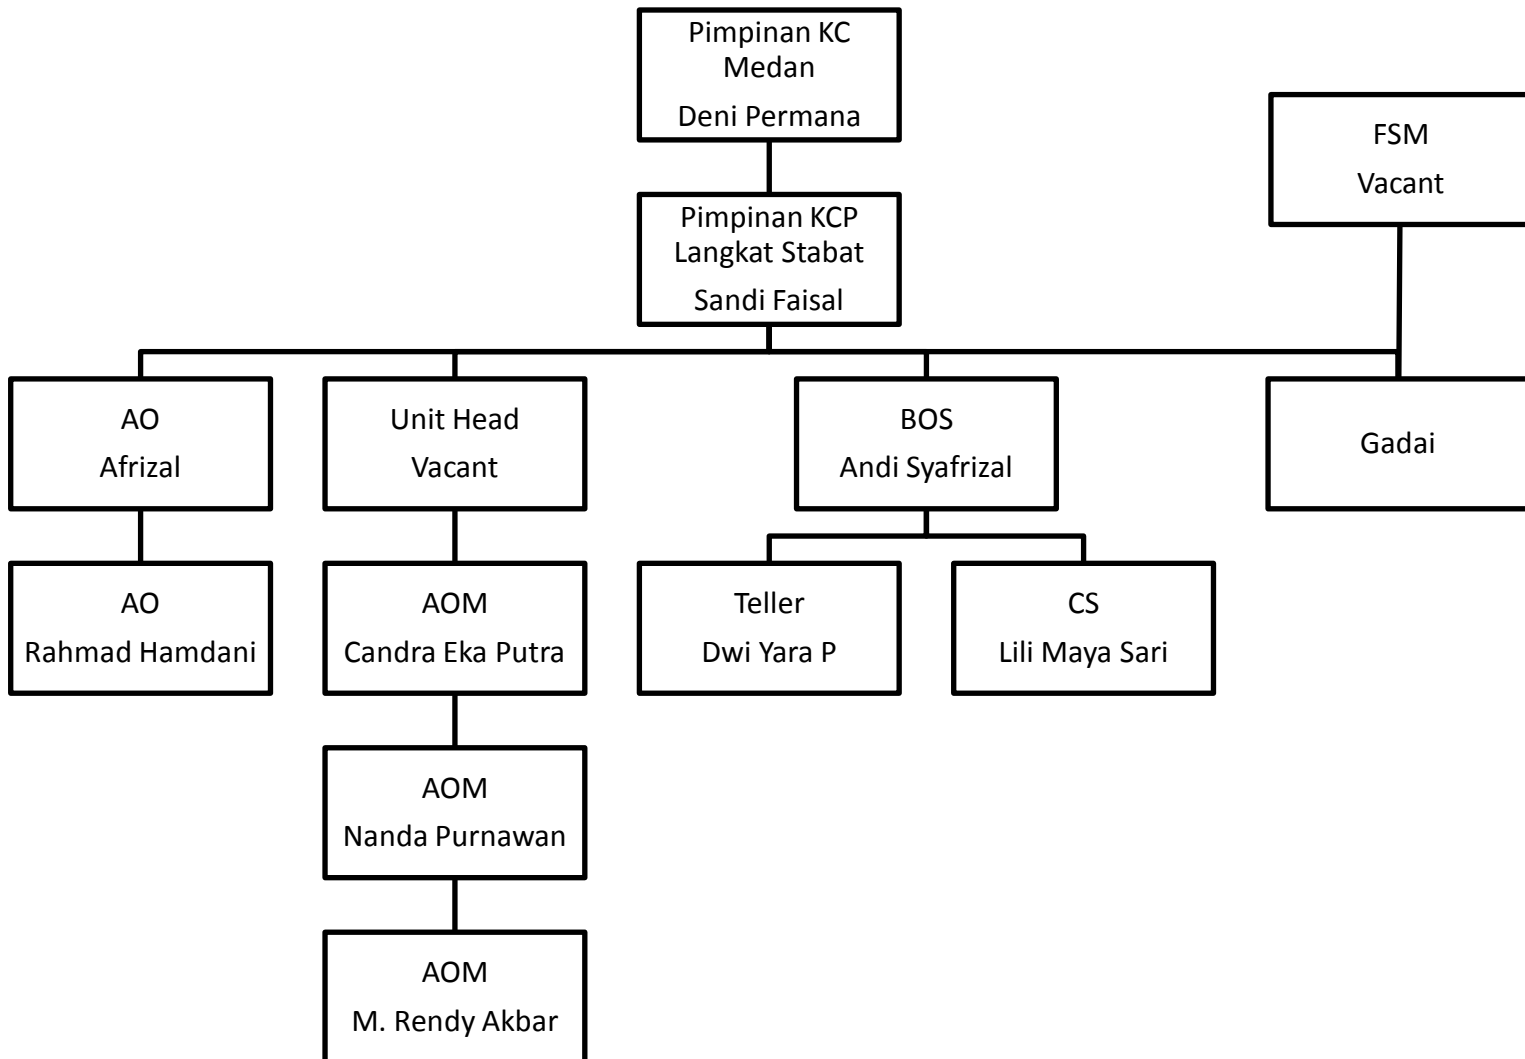 Pimpinan KC
Medan
Deni Permana
FSM
Vacant
Pimpinan KCP
Langkat Stabat
Sandi Faisal
AO
Afrizal
Unit Head
Vacant
BOS
Andi Syafrizal
Gadai
AO
Rahmad Hamdani
AOM
Candra Eka Putra
Teller
Dwi Yara P
CS
Lili Maya Sari
AOM
Nanda Purnawan
AOM
M. Rendy Akbar